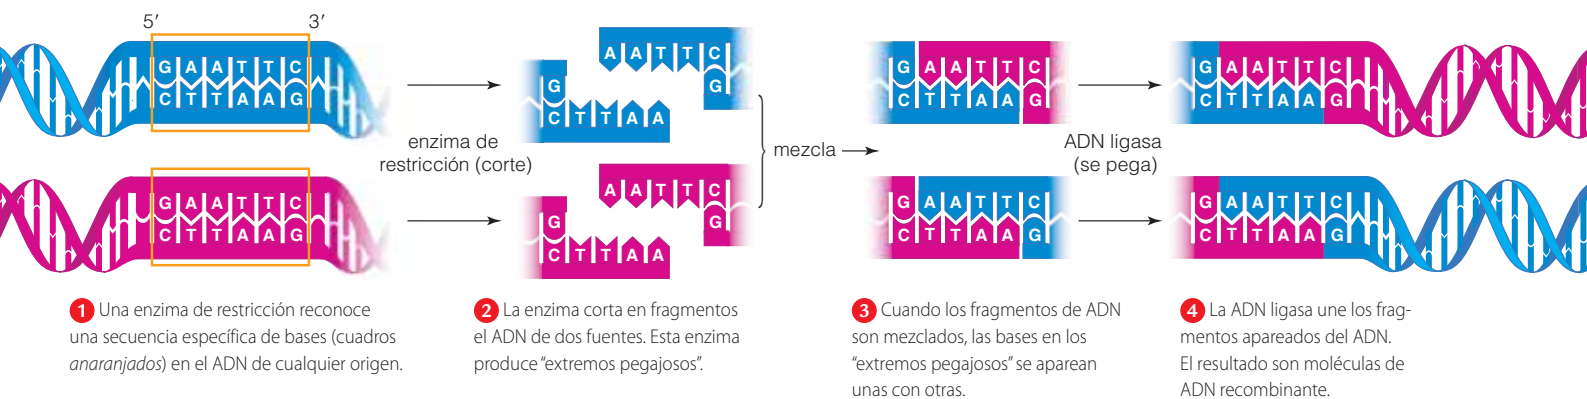 5′ 3′
G A A T T C
C T T A A G
G A A T T C
C T T A A G
enzima de
restricción (corte)
A A T T C
G
G
C T T A A
A A T T C
G
G
C T T A A
mezcla
G A A T T C
C T T A A G
G A A T T C
C T T A A G
ADN ligasa
(se pega)
G A A T T C
C T T A A G
G A A T T C
C T T A A G
1 Una enzima de restricción reconoce
una secuencia específica de bases (cuadros
anaranjados) en el ADN de cualquier origen.
2 La enzima corta en fragmentos
el ADN de dos fuentes. Esta enzima
produce “extremos pegajosos”.
3 Cuando los fragmentos de ADN
son mezclados, las bases en los
“extremos pegajosos” se aparean
unas con otras.
4 La ADN ligasa une los frag-
mentos apareados del ADN.
El resultado son moléculas de
ADN recombinante.